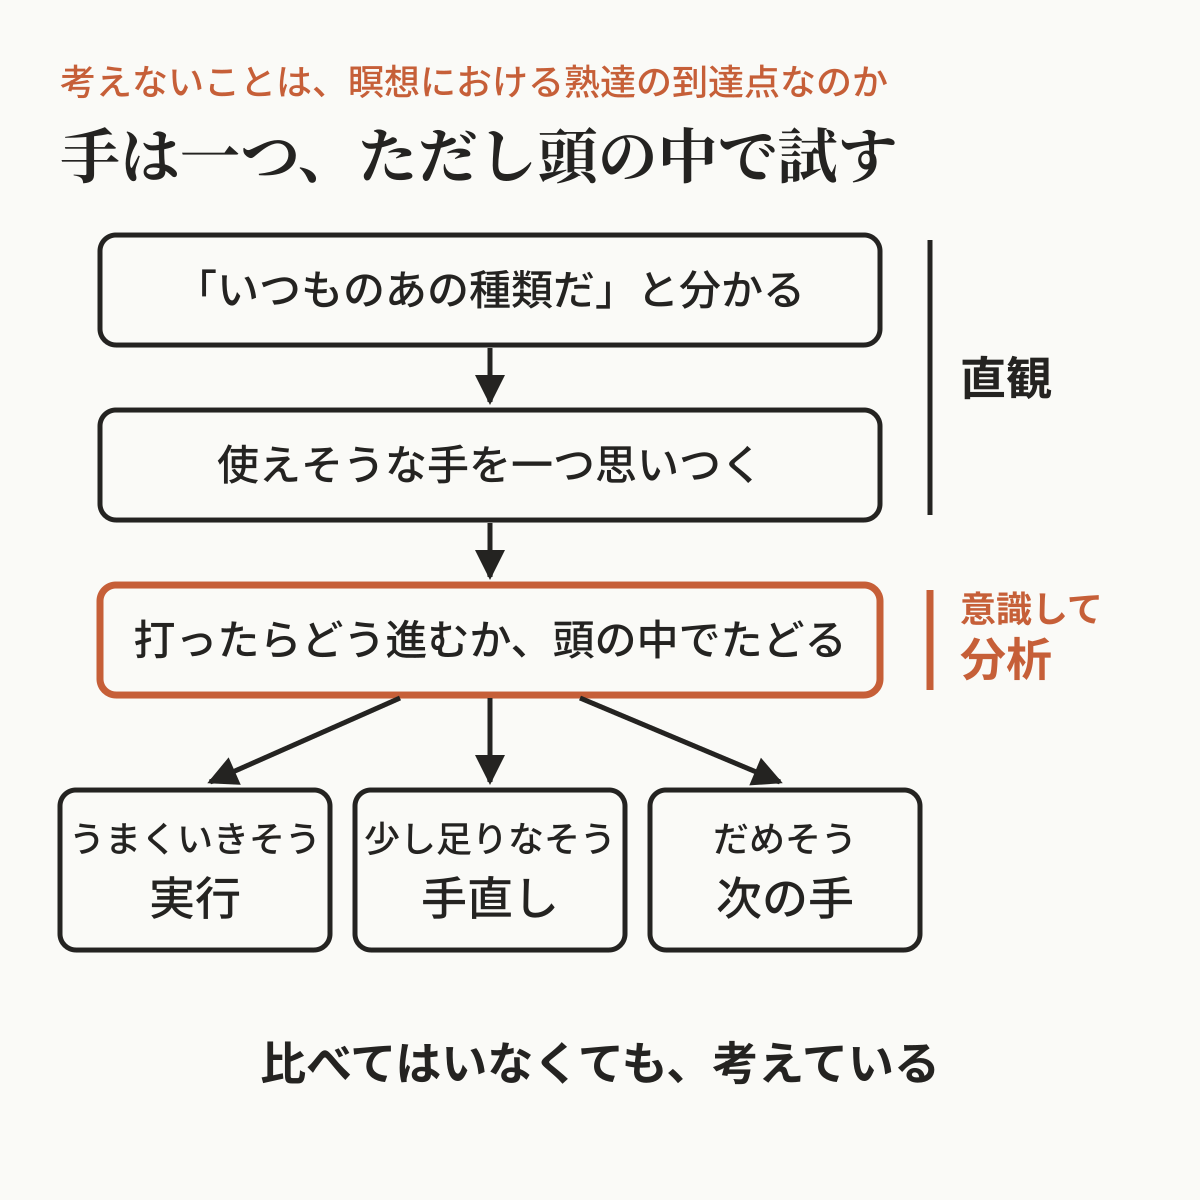 考えないことは、瞑想における熟達の到達点なのか
手は一つ、ただし頭の中で試す
「いつものあの種類だ」と分かる
使えそうな手を一つ思いつく
直観
打ったらどう進むか、頭の中でたどる
意識して
分析
うまくいきそう
実行
少し足りなそう
手直し
だめそう
次の手
比べてはいなくても、考えている